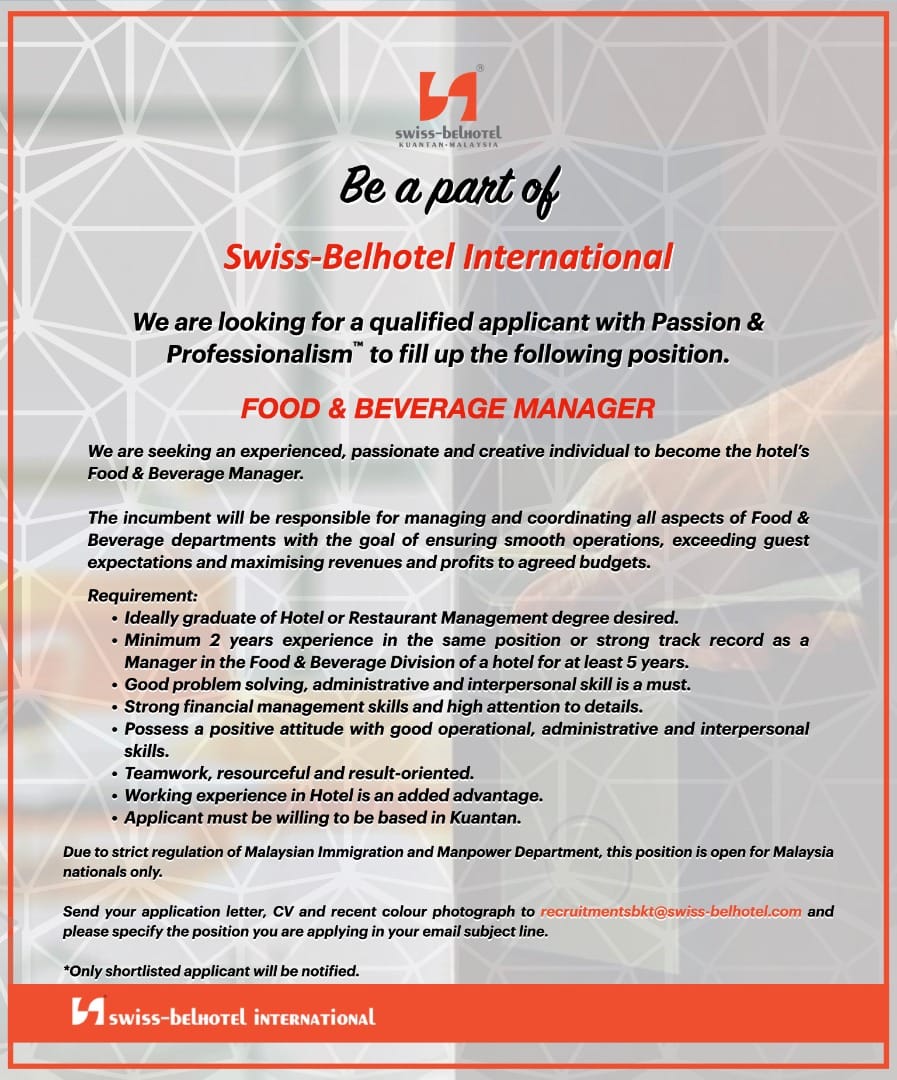 ®
swiss-belHOTEL
KUANTAN•MALAYSIA
Be a part of
Swiss-Belhotel International
We are looking for a qualified applicant with Passion &
Professionalism™ to fill up the following position.
FOOD & BEVERAGE MANAGER
We are seeking an experienced, passionate and creative individual to become the hotel's
Food & Beverage Manager.
The incumbent will be responsible for managing and coordinating all aspects of Food &
Beverage departments with the goal of ensuring smooth operations, exceeding guest
expectations and maximising revenues and profits to agreed budgets.
Requirement:
• Ideally graduate of Hotel or Restaurant Management degree desired.
• Minimum 2 years experience in the same position or strong track record as a
Manager in the Food & Beverage Division of a hotel for at least 5 years.
• Good problem solving, administrative and interpersonal skill is a must.
• Strong financial management skills and high attention to details.
• Possess a positive attitude with good operational, administrative and interpersonal
skills.
• Teamwork, resourceful and result-oriented.
• Working experience in Hotel is an added advantage.
• Applicant must be willing to be based in Kuantan.
Due to strict regulation of Malaysian Immigration and Manpower Department, this position is open for Malaysia
nationals only.
Send your application letter, CV and recent colour photograph to recruitmentsbkt@swiss-belhotel.com and
please specify the position you are applying in your email subject line.
*Only shortlisted applicant will be notified.
swiss-belHOTEL INTERNATIONAL